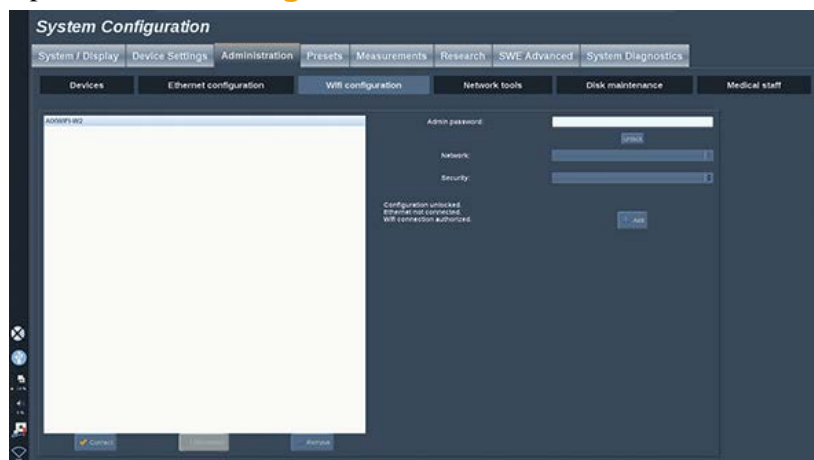 System Configuration
System / Display Device Settings Administration Presets Measurements Research SWE Advanced System Diagnostics
Devices Ethernet configuration Wifi configuration Network tools Disk maintenance Medical staff
Admin password:
Unlock
Network:
Security:
Configuration unlocked.
Ethernet not connected.
Wifi connection authorized.
Add
Connect Remove